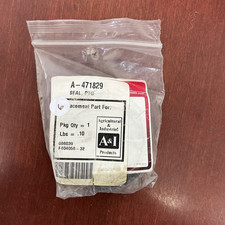 A-471829
SEAL, PTO
Replacement Part For:
Pkg Qty = 1
Lbs = .10
Agricultural
&
Industrial
A&I
Products